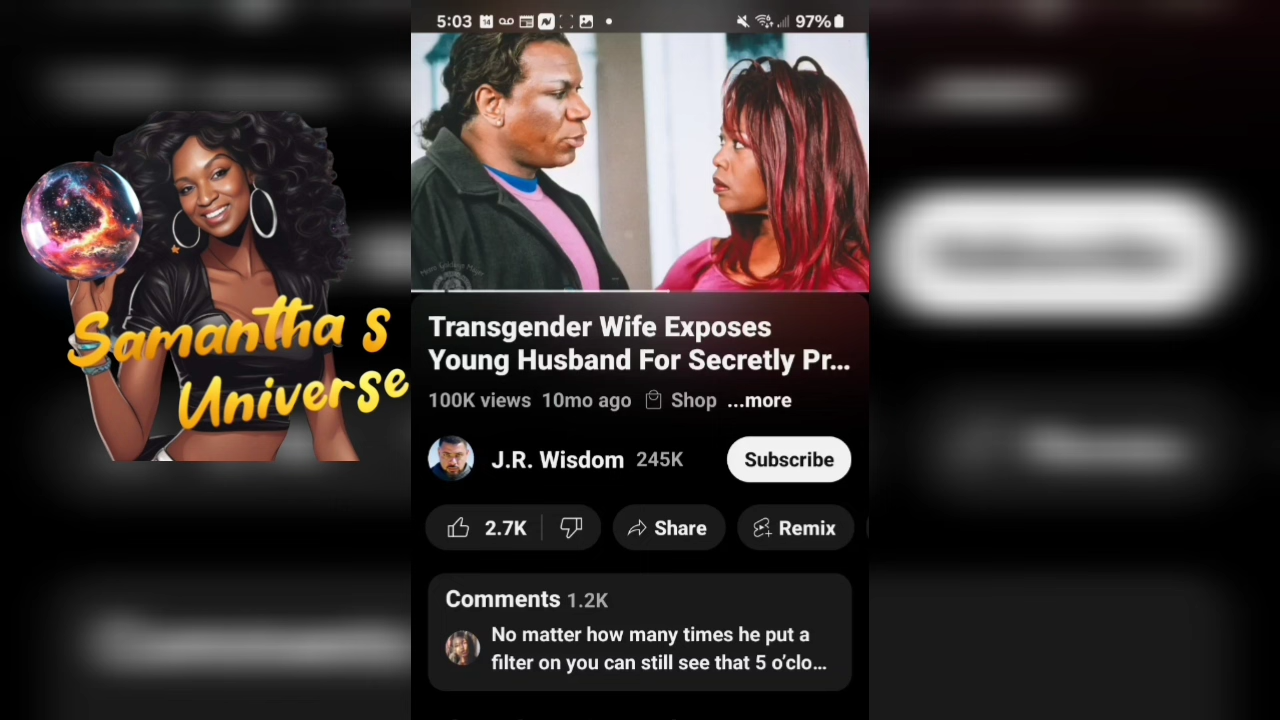 5:03
97%
Samantha s
Universe
Transgender Wife Exposes
Young Husband For Secretly Pr...
100K views 10mo ago Shop ...more
J.R. Wisdom 245K
Subscribe
2.7K
Share
Remix
Comments 1.2K
No matter how many times he put a
filter on you can still see that 5 o'clo...